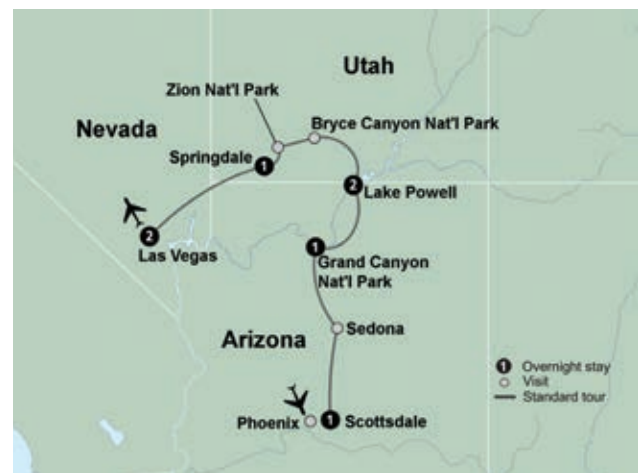 Utah
Zion Nat'l Park
Nevada
Bryce Canyon Nat'l Park
Springdale 1
2
Lake Powell
2
Las Vegas
1
Grand Canyon
Nat'l Park
Arizona
Sedona
1 Overnight stay
Visit
Standard tour
Phoenix
1 Scottsdale